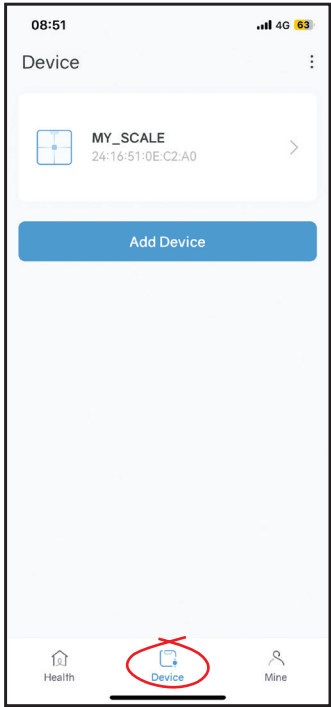 08:51 4G 63
Device
MY_SCALE
24:16:51:0E:C2:A0
Add Device
Health Device Mine